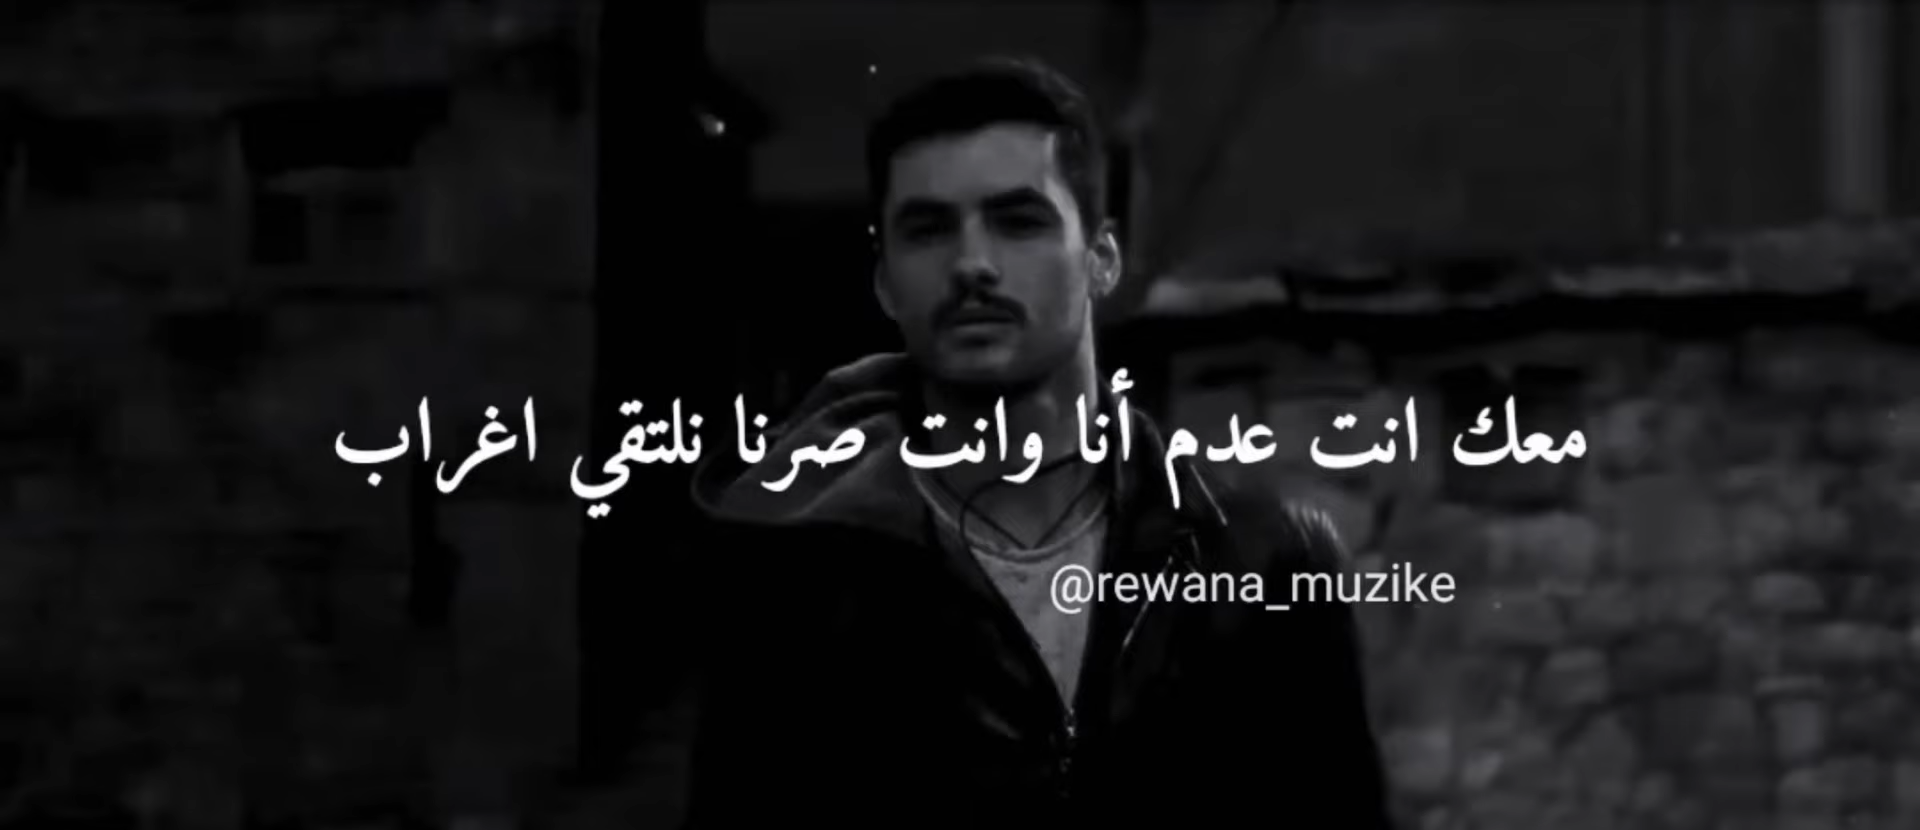 معك انت عدم أنا وانت صرنا نلتقي اغراب
@rewana_muzike